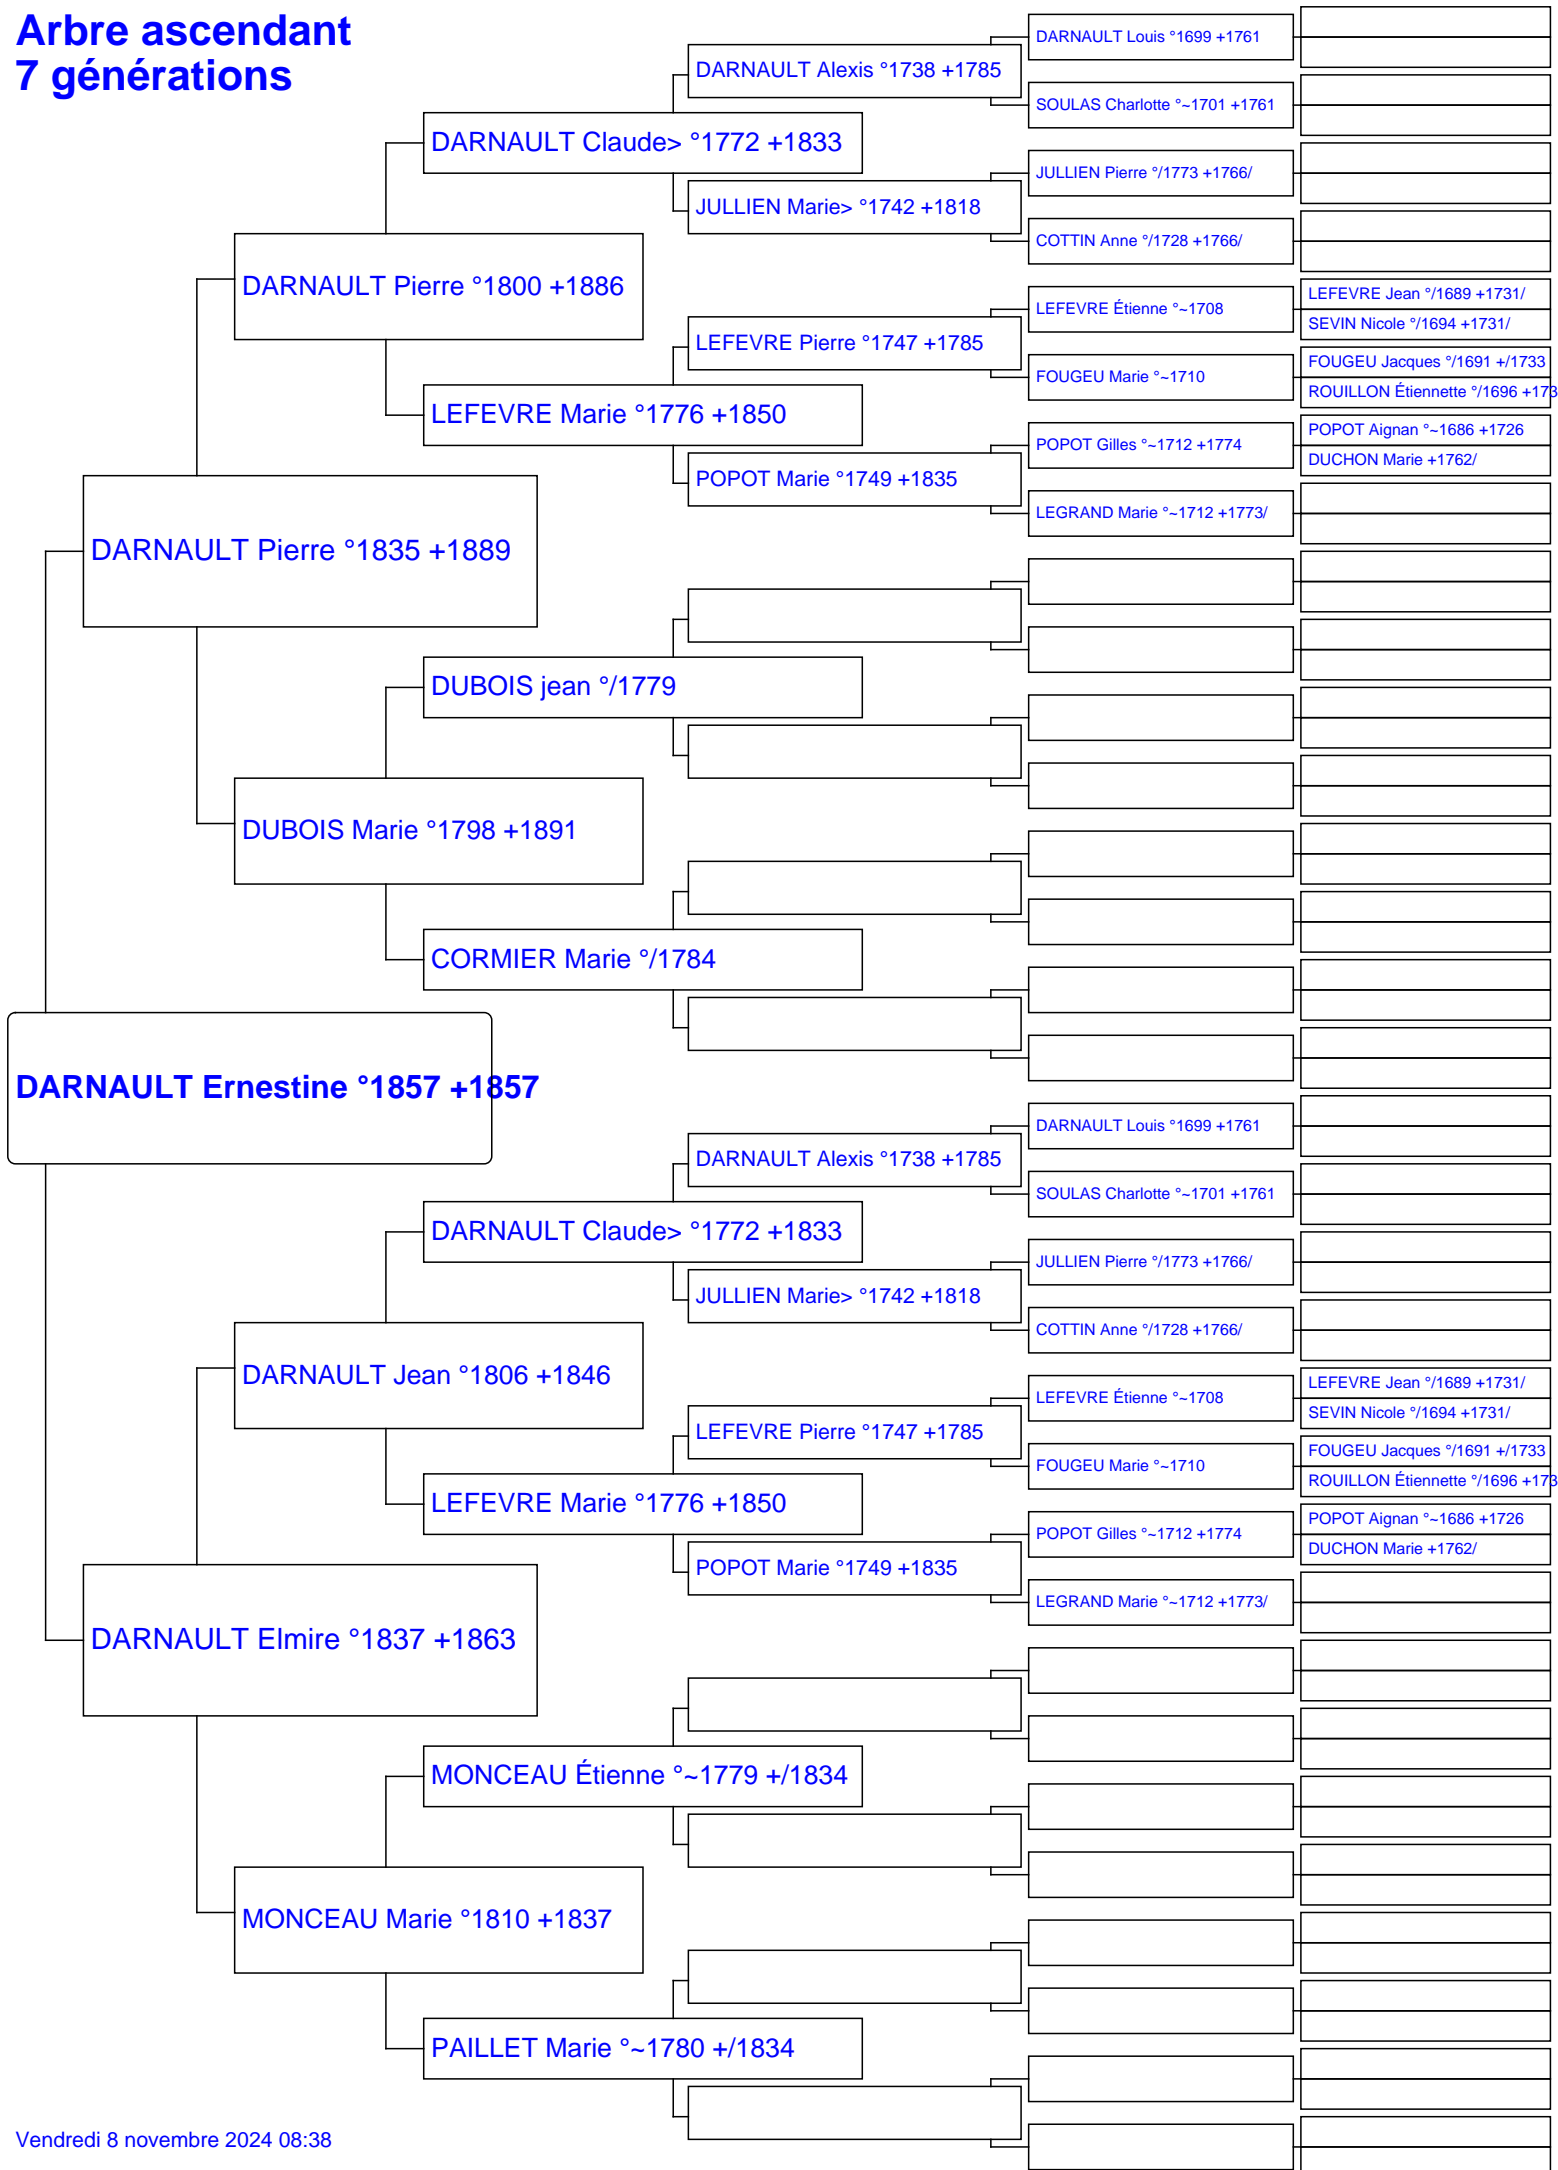 Arbre ascendant
7 générations
DARNAULT Louis °1699 +1761
DARNAULT Alexis °1738 +1785
SOULAS Charlotte °~1701 +1761
DARNAULT Claude> °1772 +1833
JULLIEN Pierre °/1773 +1766/
JULLIEN Marie> °1742 +1818
COTTIN Anne °/1728 +1766/
DARNAULT Pierre °1800 +1886
LEFEVRE Jean °/1689 +1731/
LEFEVRE Étienne °~1708
SEVIN Nicole °/1694 +1731/
LEFEVRE Pierre °1747 +1785
FOUGEU Jacques °/1691 +/1733
FOUGEU Marie °~1710
ROUILLON Étiennette °/1696 +173
LEFEVRE Marie °1776 +1850
POPOT Aignan °~1686 +1726
POPOT Gilles °~1712 +1774
DUCHON Marie +1762/
POPOT Marie °1749 +1835
LEGRAND Marie °~1712 +1773/
DARNAULT Pierre °1835 +1889
DUBOIS jean °/1779
DUBOIS Marie °1798 +1891
CORMIER Marie °/1784
DARNAULT Ernestine °1857 +1857
DARNAULT Louis °1699 +1761
DARNAULT Alexis °1738 +1785
SOULAS Charlotte °~1701 +1761
DARNAULT Claude> °1772 +1833
JULLIEN Pierre °/1773 +1766/
JULLIEN Marie> °1742 +1818
COTTIN Anne °/1728 +1766/
DARNAULT Jean °1806 +1846
LEFEVRE Jean °/1689 +1731/
LEFEVRE Étienne °~1708
SEVIN Nicole °/1694 +1731/
LEFEVRE Pierre °1747 +1785
FOUGEU Jacques °/1691 +/1733
FOUGEU Marie °~1710
ROUILLON Étiennette °/1696 +173
LEFEVRE Marie °1776 +1850
POPOT Aignan °~1686 +1726
POPOT Gilles °~1712 +1774
DUCHON Marie +1762/
POPOT Marie °1749 +1835
LEGRAND Marie °~1712 +1773/
DARNAULT Elmire °1837 +1863
MONCEAU Étienne °~1779 +/1834
MONCEAU Marie °1810 +1837
PAILLET Marie °~1780 +/1834
Vendredi 8 novembre 2024 08:38